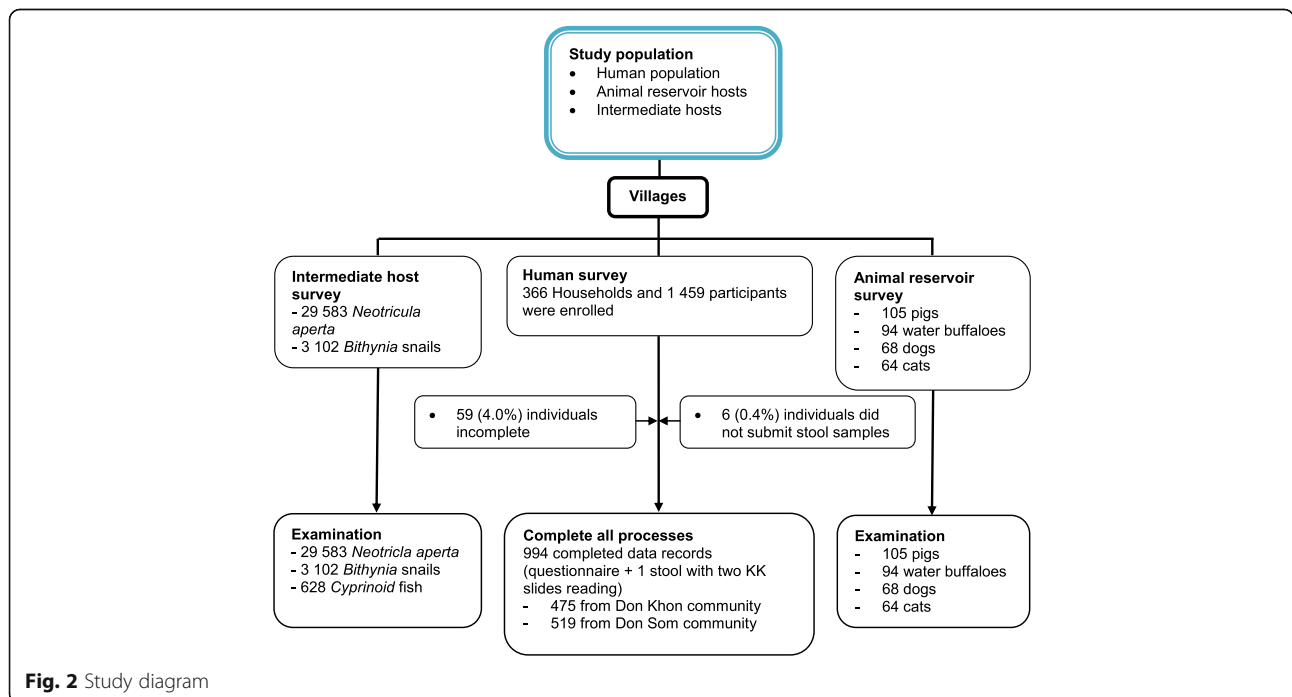 Study population
• Human population
• Animal reservoir hosts
• Intermediate hosts
Villages
Intermediate host
survey
- 29 583 Neotricula
aperta
- 3 102 Bithynia snails
Human survey
366 Households and 1 459 participants
were enrolled
Animal reservoir
survey
- 105 pigs
- 94 water buffaloes
- 68 dogs
- 64 cats
• 59 (4.0%) individuals
incomplete
• 6 (0.4%) individuals did
not submit stool samples
Examination
- 29 583 Neotricla aperta
- 3 102 Bithynia snails
- 628 Cyprinoid fish
Complete all processes
994 completed data records
(questionnaire + 1 stool with two KK
slides reading)
- 475 from Don Khon community
- 519 from Don Som community
Examination
- 105 pigs
- 94 water buffaloes
- 68 dogs
- 64 cats
Fig. 2 Study diagram